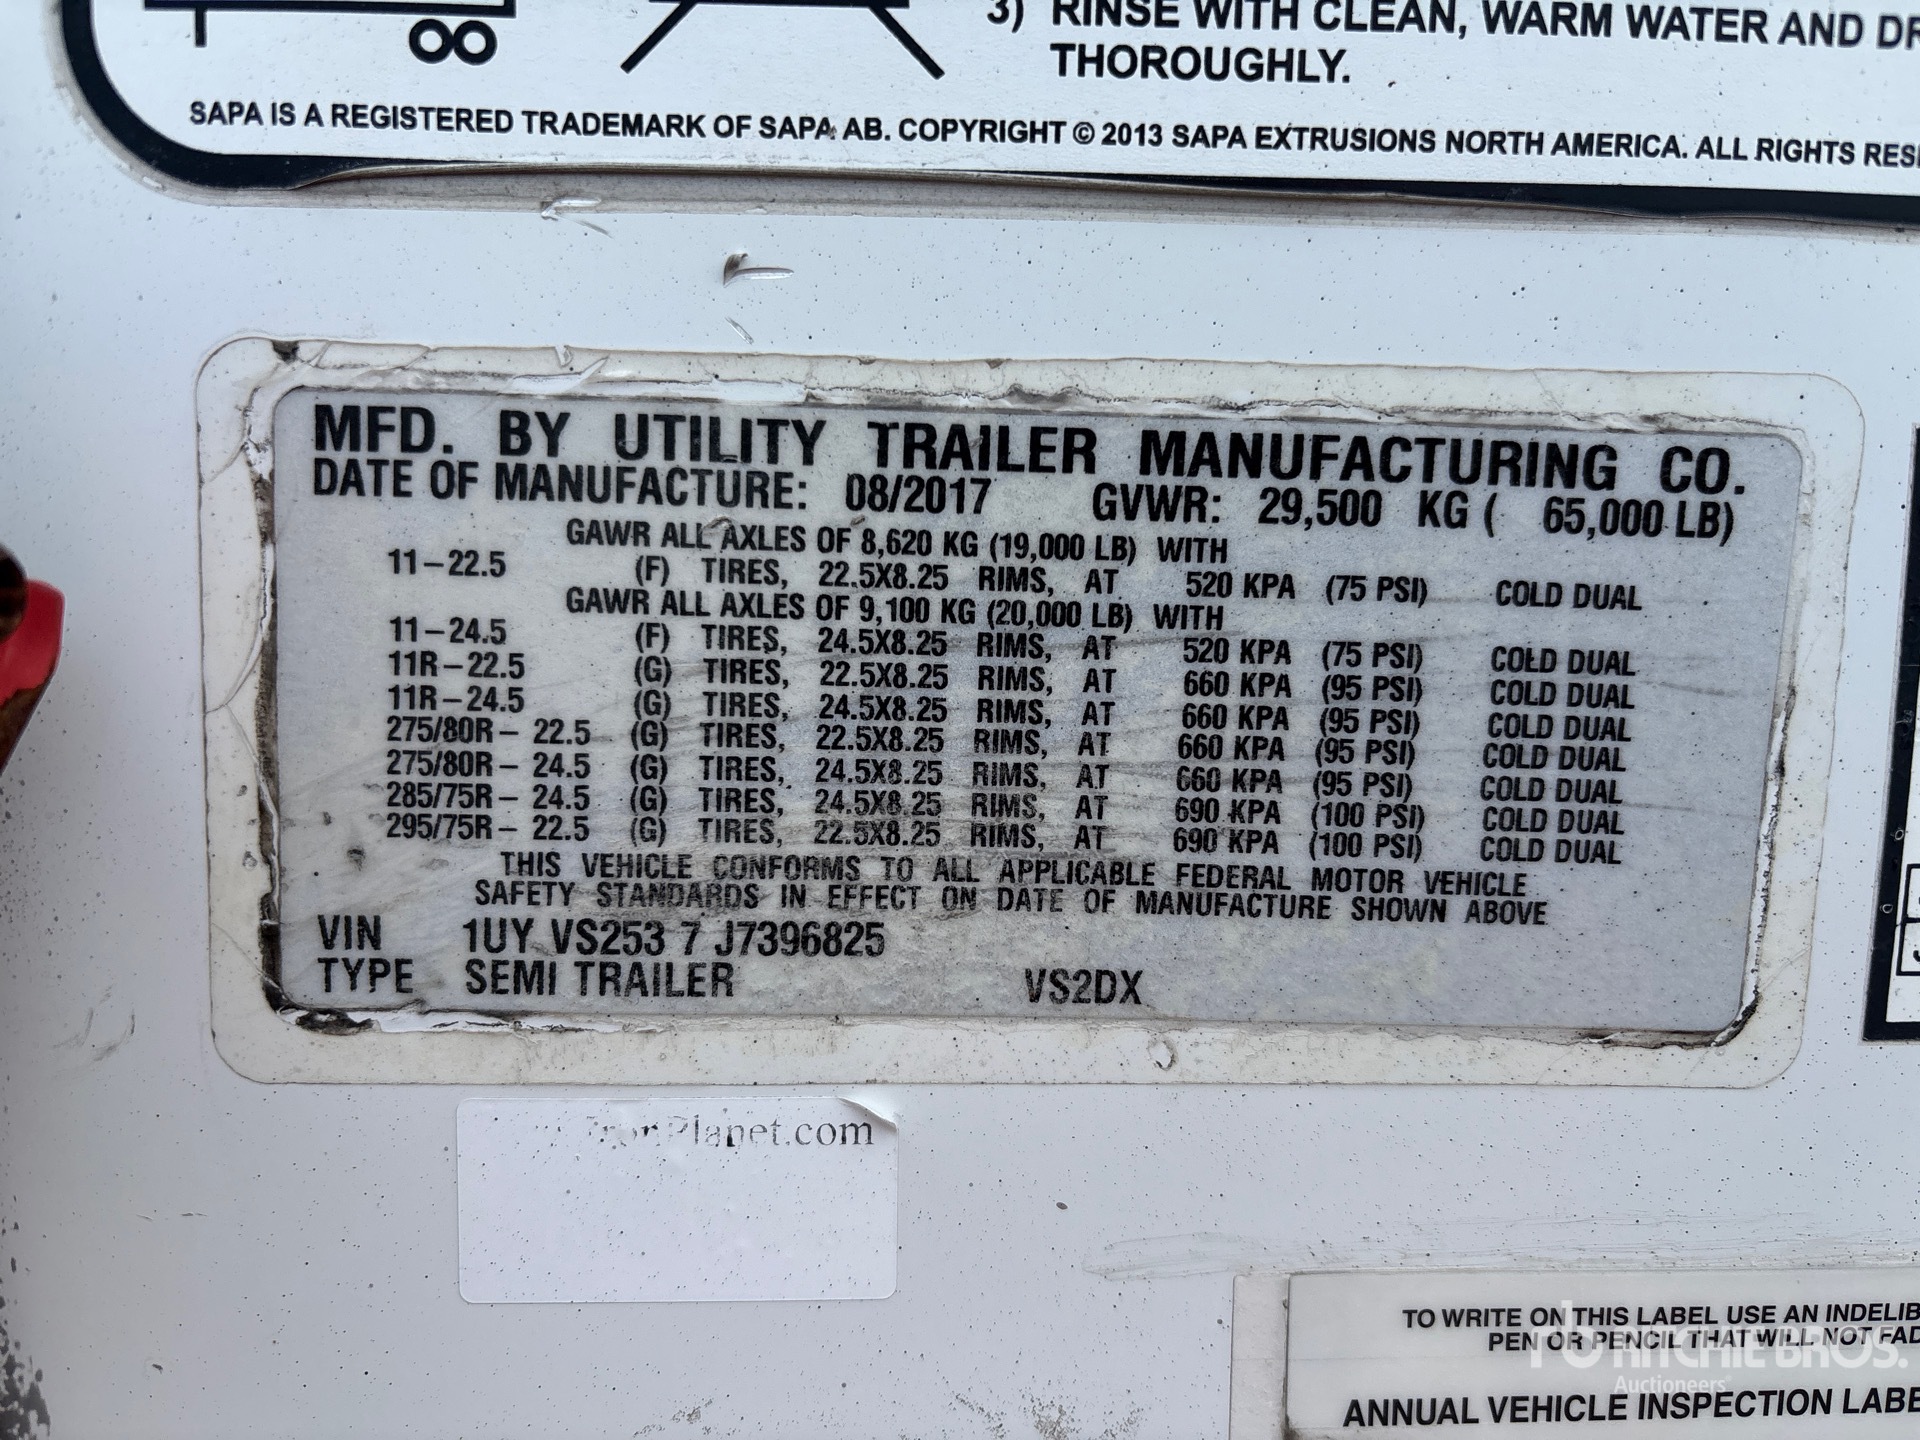 3) RINSE WITH CLEAN, WARM WATER AND
THOROUGHLY.
SAPA IS A REGISTERED TRADEMARK OF SAPA AB. COPYRIGHT © 2013 SAPA EXTRUSIONS NORTH AMERICA. ALL RIGHTS
MFD. BY UTILITY TRAILER MANUFACTURING CO.
DATE OF MANUFACTURE: 08/2017 GVWR: 29,500 KG ( 65,000 LB)
GAWR ALL AXLES OF 8,620 KG (19,000 LB) WITH
11-22.5 (F) TIRES, 22.5X8.25 RIMS, AT 520 KPA (75 PSI) COLD DUAL
GAWR ALL AXLES OF 9,100 KG (20,000 LB) WITH
11-24.5 (F) TIRES, 24.5X8.25 RIMS, AT 520 KPA (75 PSI) COLD DUAL
11R-22.5 (G) TIRES, 22.5X8.25 RIMS, AT 660 KPA (95 PSI) COLD DUAL
11R-24.5 (G) TIRES, 24.5X8.25 RIMS, AT 660 KPA (95 PSI) COLD DUAL
275/80R- 22.5 (G) TIRES, 22.5X8.25 RIMS, AT 660 KPA (95 PSI) COLD DUAL
275/80R- 24.5 (G) TIRES, 24.5X8.25 RIMS, AT 660 KPA (95 PSI) COLD DUAL
285/75R- 24.5 (G) TIRES, 24.5X8.25 RIMS, AT 690 KPA (100 PSI) COLD DUAL
295/75R- 22.5 (G) TIRES, 22.5X8.25 RIMS, AT 690 KPA (100 PSI) COLD DUAL
THIS VEHICLE CONFORMS TO ALL APPLICABLE FEDERAL MOTOR VEHICLE
SAFETY STANDARDS IN EFFECT ON DATE OF MANUFACTURE SHOWN ABOVE
VIN 1UY VS253 7 J7396825
TYPE SEMI TRAILER VS2DX
IronPlanet.com
TO WRITE ON THIS LABEL USE AN
PEN OR PENCIL THAT WILL NOT
rb RITCHIE BROS.
Auctioneers
ANNUAL VEHICLE INSPECTION